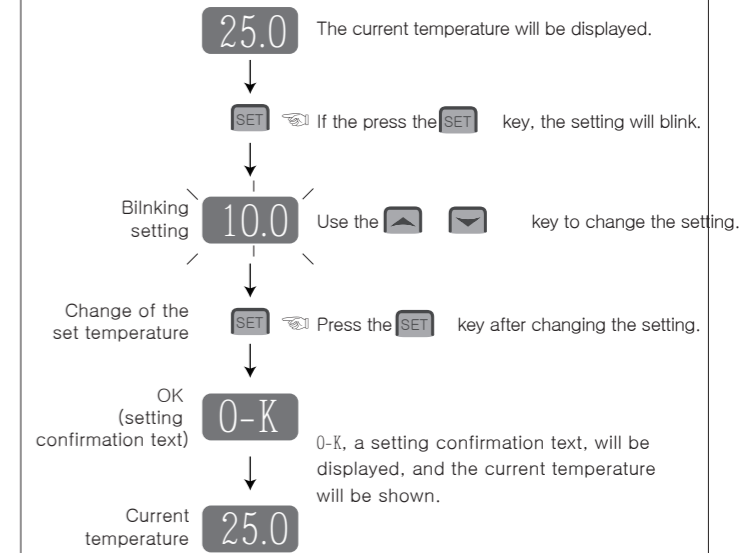 25.0 The current temperature will be displayed.
SET If the press the SET key, the setting will blink.
Bilnking
setting
10.0 Use the key to change the setting.
Change of the
set temperature
SET Press the SET key after changing the setting.
OK
(setting
confirmation text)
O-K
O-K, a setting confirmation text, will be
displayed, and the current temperature
will be shown.
Current
temperature
25.0